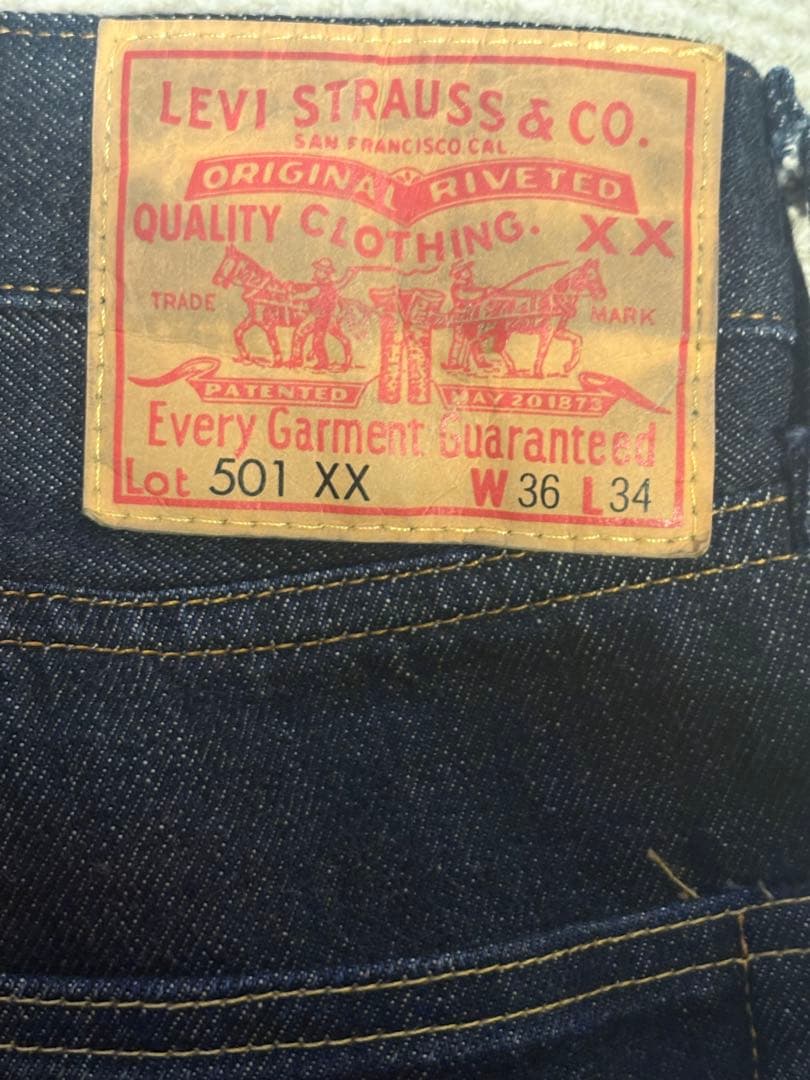 LEVI STRAUSS & CO.
SAN FRANCISCO CAL
ORIGINAL RIVETED
QUALITY CLOTHING. XX
TRADE MARK
PATENTED MAY 20 1873
Every Garment Guaranteed
Lot 501 XX W 36 L 34